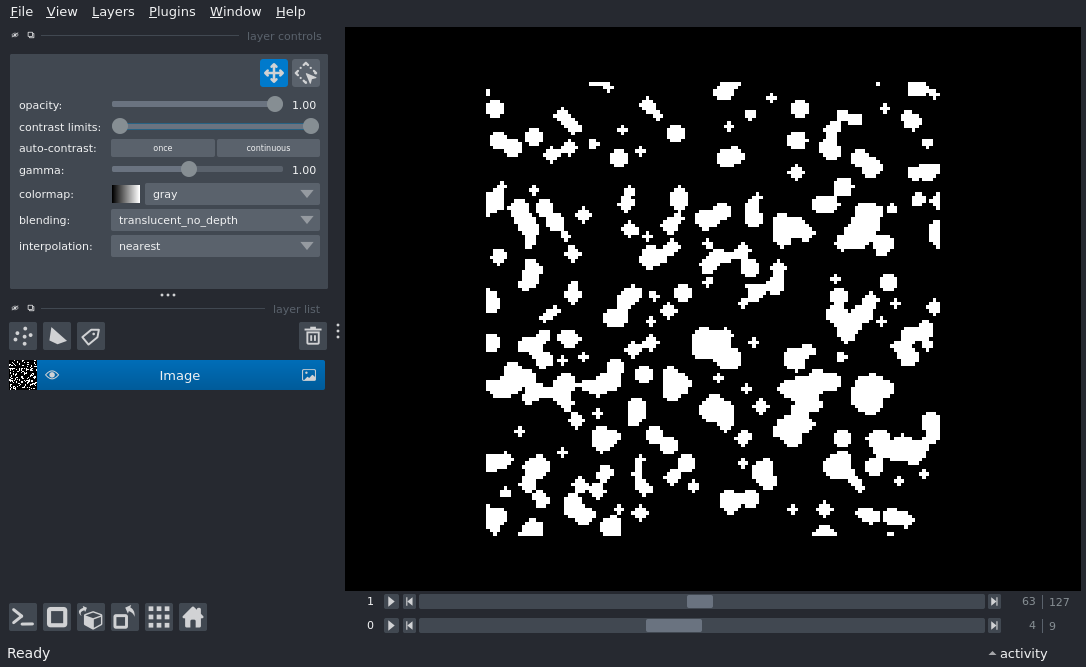 File View Layers Plugins Window Help
layer controls
opacity: 1.00
contrast limits:
auto-contrast: once continuous
gamma: 1.00
colormap: gray
blending: translucent_no_depth
interpolation: nearest
layer list
Image
1 63 127
0 4 9
Ready activity